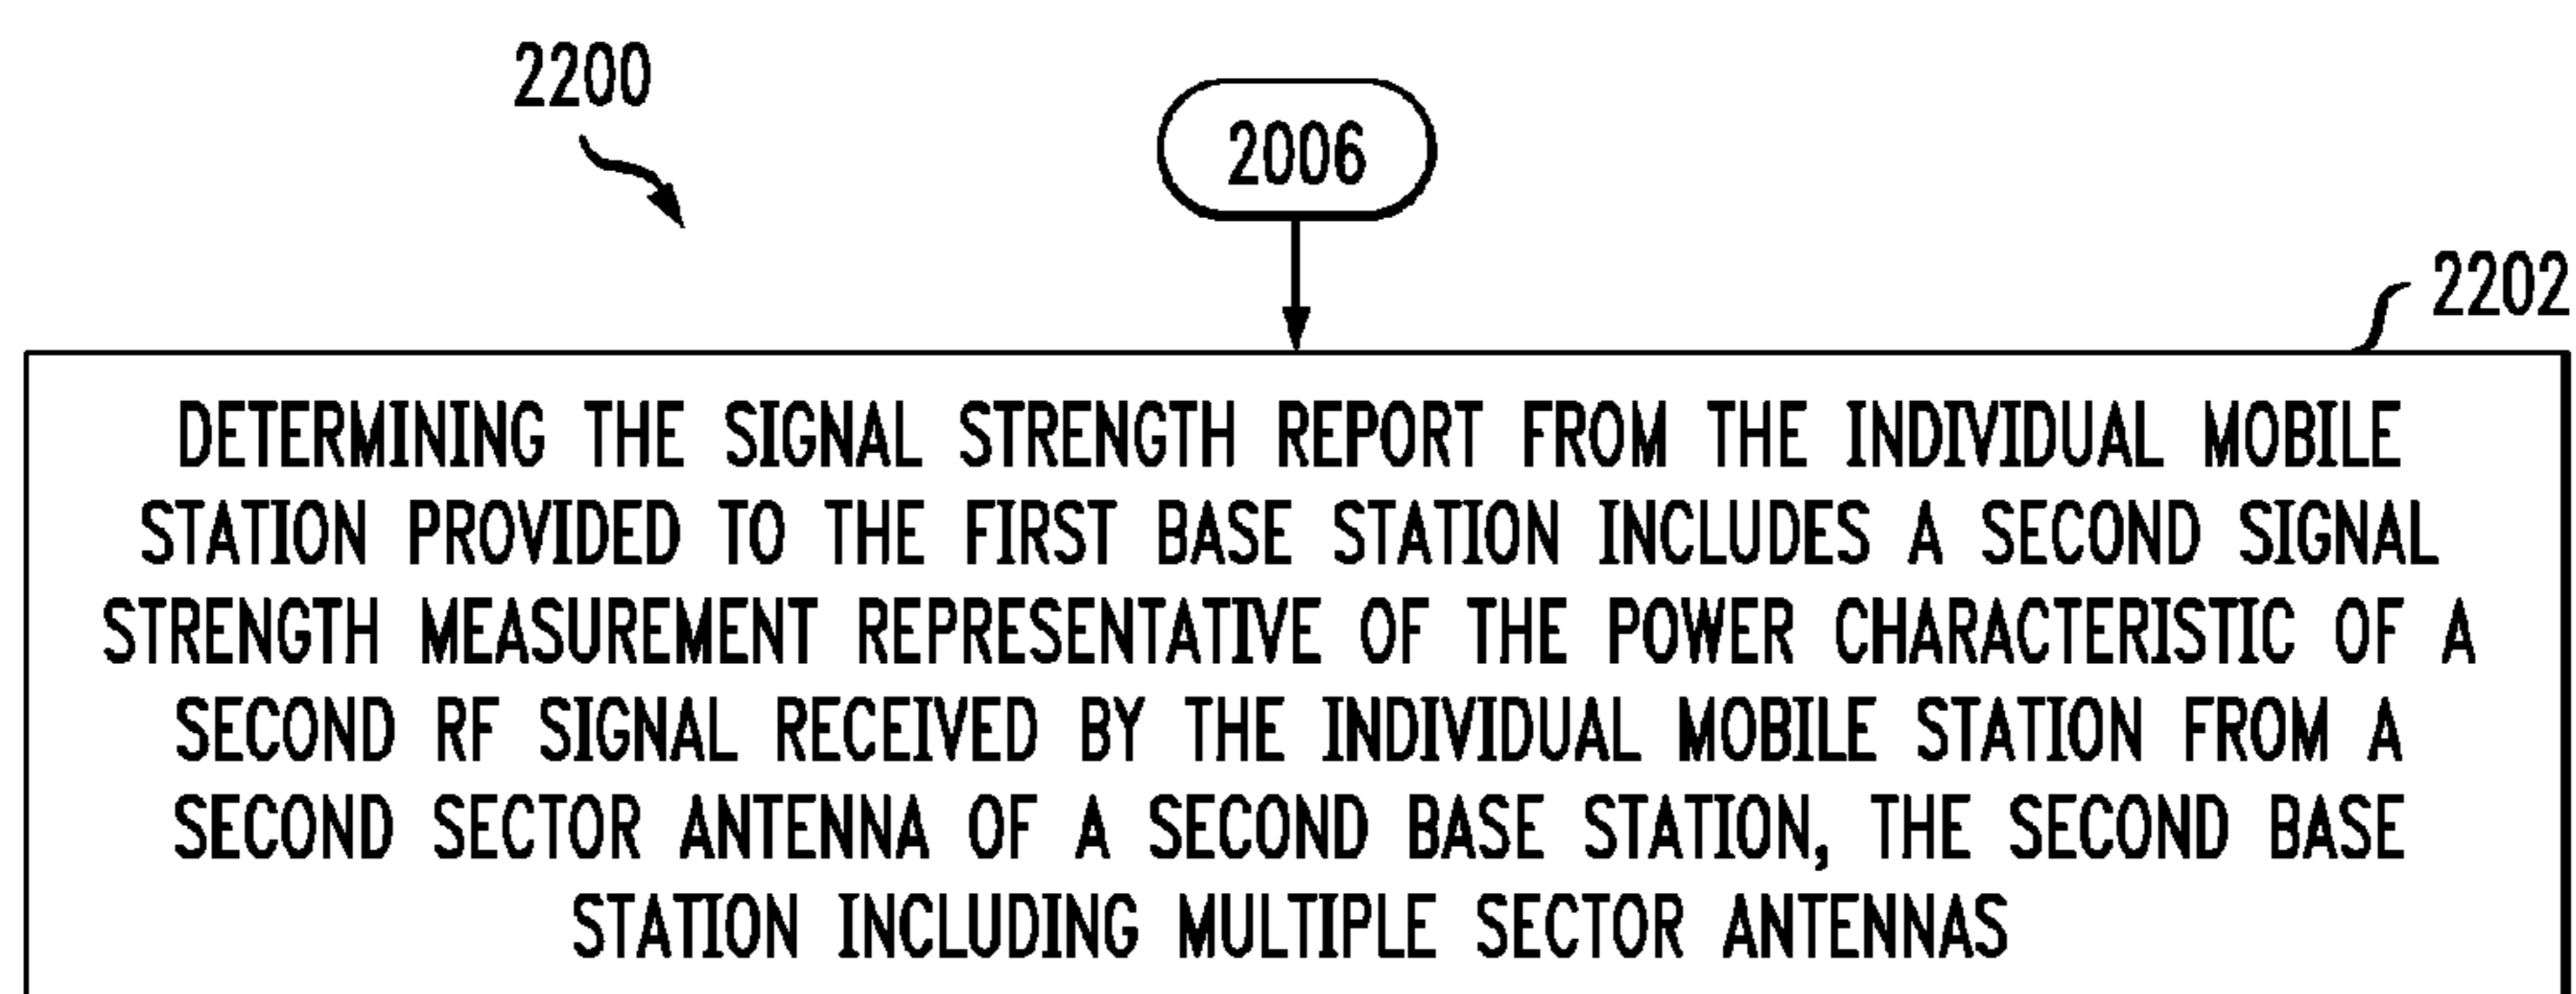 2200
2006
2202
DETERMINING THE SIGNAL STRENGTH REPORT FROM THE INDIVIDUAL MOBILE
STATION PROVIDED TO THE FIRST BASE STATION INCLUDES A SECOND SIGNAL
STRENGTH MEASUREMENT REPRESENTATIVE OF THE POWER CHARACTERISTIC OF A
SECOND RF SIGNAL RECEIVED BY THE INDIVIDUAL MOBILE STATION FROM A
SECOND SECTOR ANTENNA OF A SECOND BASE STATION, THE SECOND BASE
STATION INCLUDING MULTIPLE SECTOR ANTENNAS